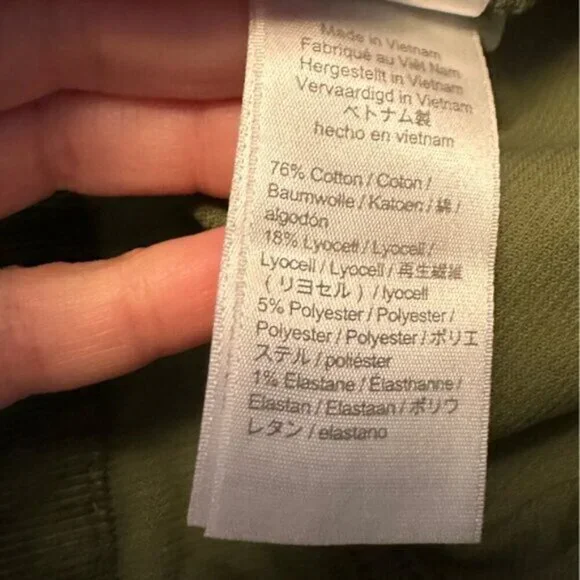 Made in Vietnam
Fabriqué au Viêt Nam
Hergestellt in Vietnam
Vervaardigd in Vietnam
ベトナム製
hecho en vietnam
76% Cotton / Coton /
Baumwolle / Katoen / 綿 /
algodón
18% Lyocell / Lyocell /
Lyocell / Lyocell / 再生繊維
(リヨセル) / lyocell
5% Polyester / Polyester /
Polyester / Polyester / ポリエ
ステル / poliéster
1% Elastane / Élasthanne /
Elastan / Elastaan / ポリウ
レタン / elastano